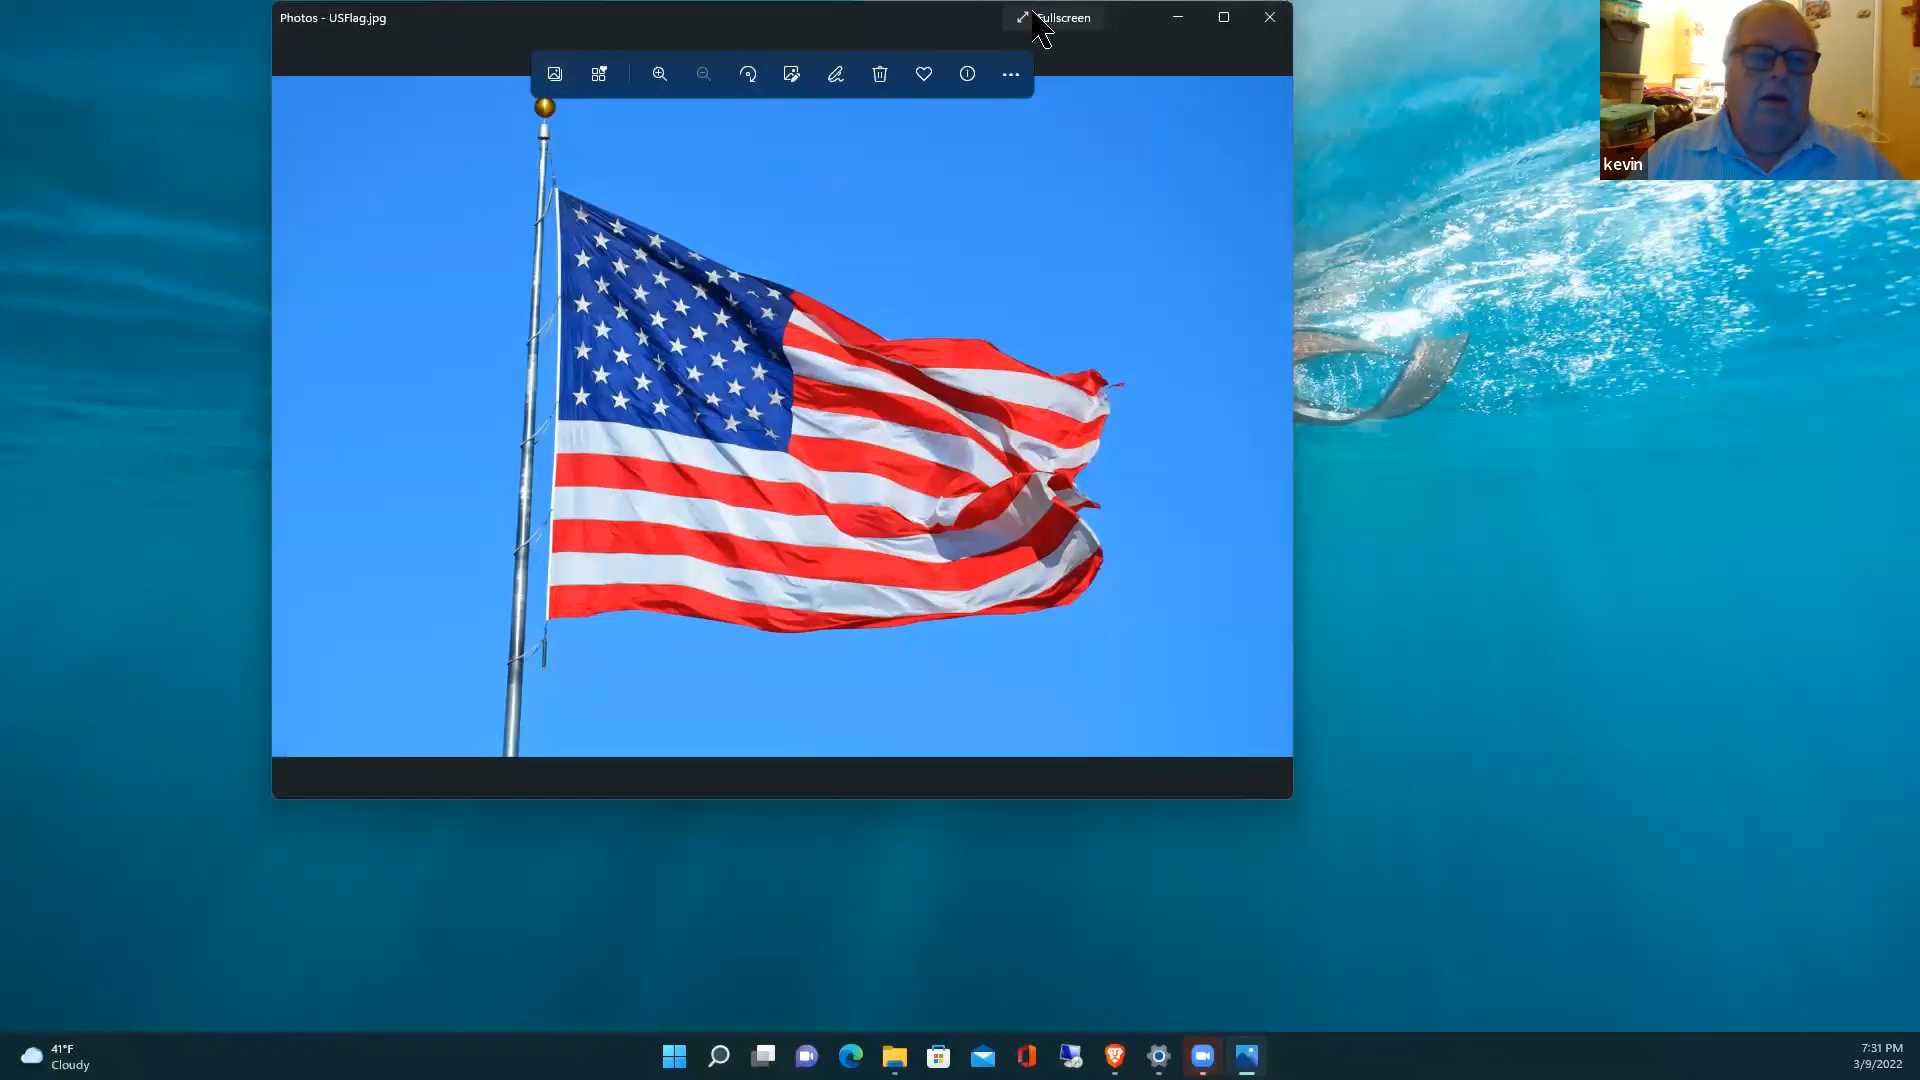 Photos - USFlag.jpg
Fullscreen
kevin
41°F
Cloudy
7:31 PM
3/9/2022